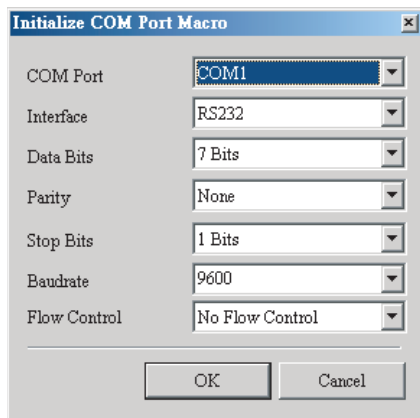 Initialize COM Port Macro
COM Port COM1
Interface RS232
Data Bits 7 Bits
Parity None
Stop Bits 1 Bits
Baudrate 9600
Flow Control No Flow Control
OK Cancel